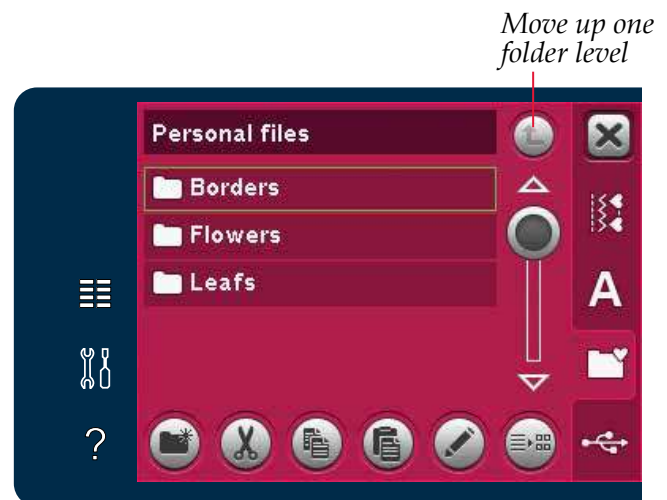 Move up one
folder level
Personal files
Borders
Flowers
Leafs
A
?